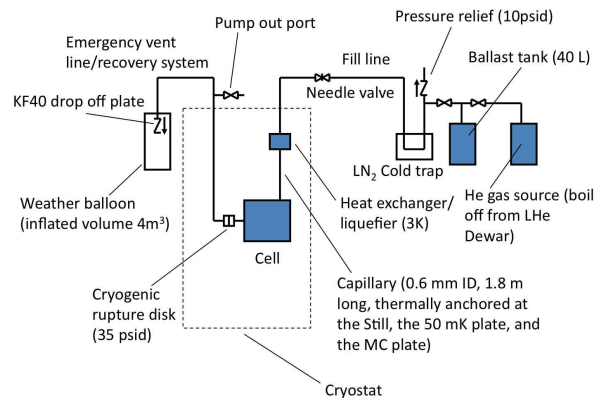 Pressure relief (10psid)
Pump out port
Emergency vent
line/recovery system
Fill line
Ballast tank (40 L)
Needle valve
KF40 drop off plate
LN2 Cold trap
Weather balloon
(inflated volume 4m³)
Heat exchanger/
liquefier (3K)
He gas source (boil
off from LHe
Dewar)
Cell
Cryogenic
rupture disk
(35 psid)
Capillary (0.6 mm ID, 1.8 m
long, thermally anchored at
the Still, the 50 mK plate, and
the MC plate)
Cryostat